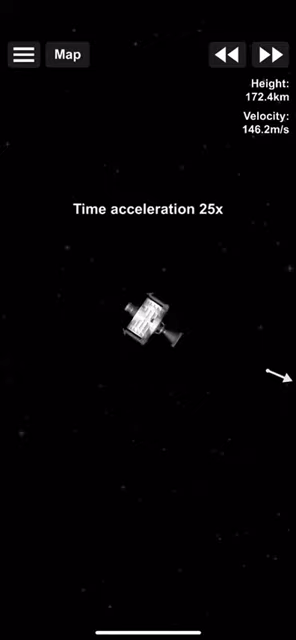 Map
Height:
172.4km
Velocity:
146.2m/s
Time acceleration 25x